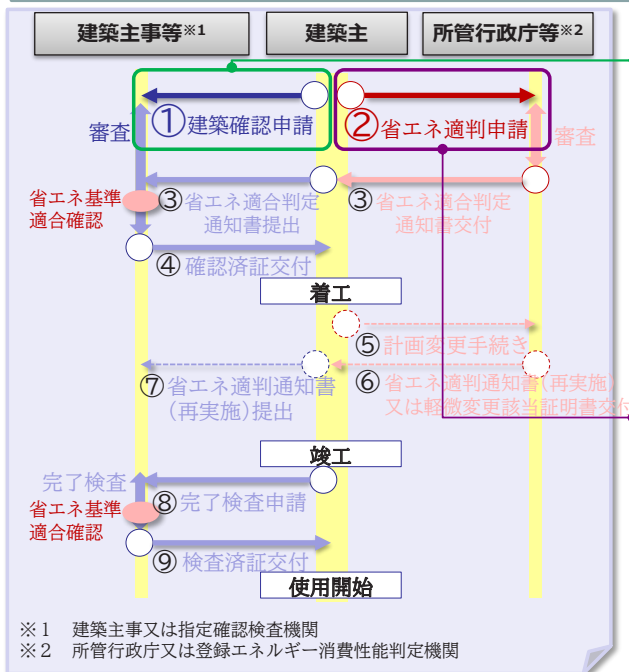 建築主事等※1 建築主 所管行政庁等※2
①建築確認申請 ②省エネ適判申請
審査 審査
省エネ基準
適合確認
③省エネ適合判定
通知書提出
③省エネ適合判定
通知書交付
④確認済証交付
着工
⑤計画変更手続き
⑦省エネ適判通知書
(再実施)提出
⑥省エネ適判通知書(再実施)
又は軽微変更該当証明書交付
竣工
完了検査
省エネ基準
適合確認
⑧完了検査申請
⑨検査済証交付
使用開始
※1 建築主事又は指定確認検査機関
※2 所管行政庁又は登録エネルギー消費性能判定機関